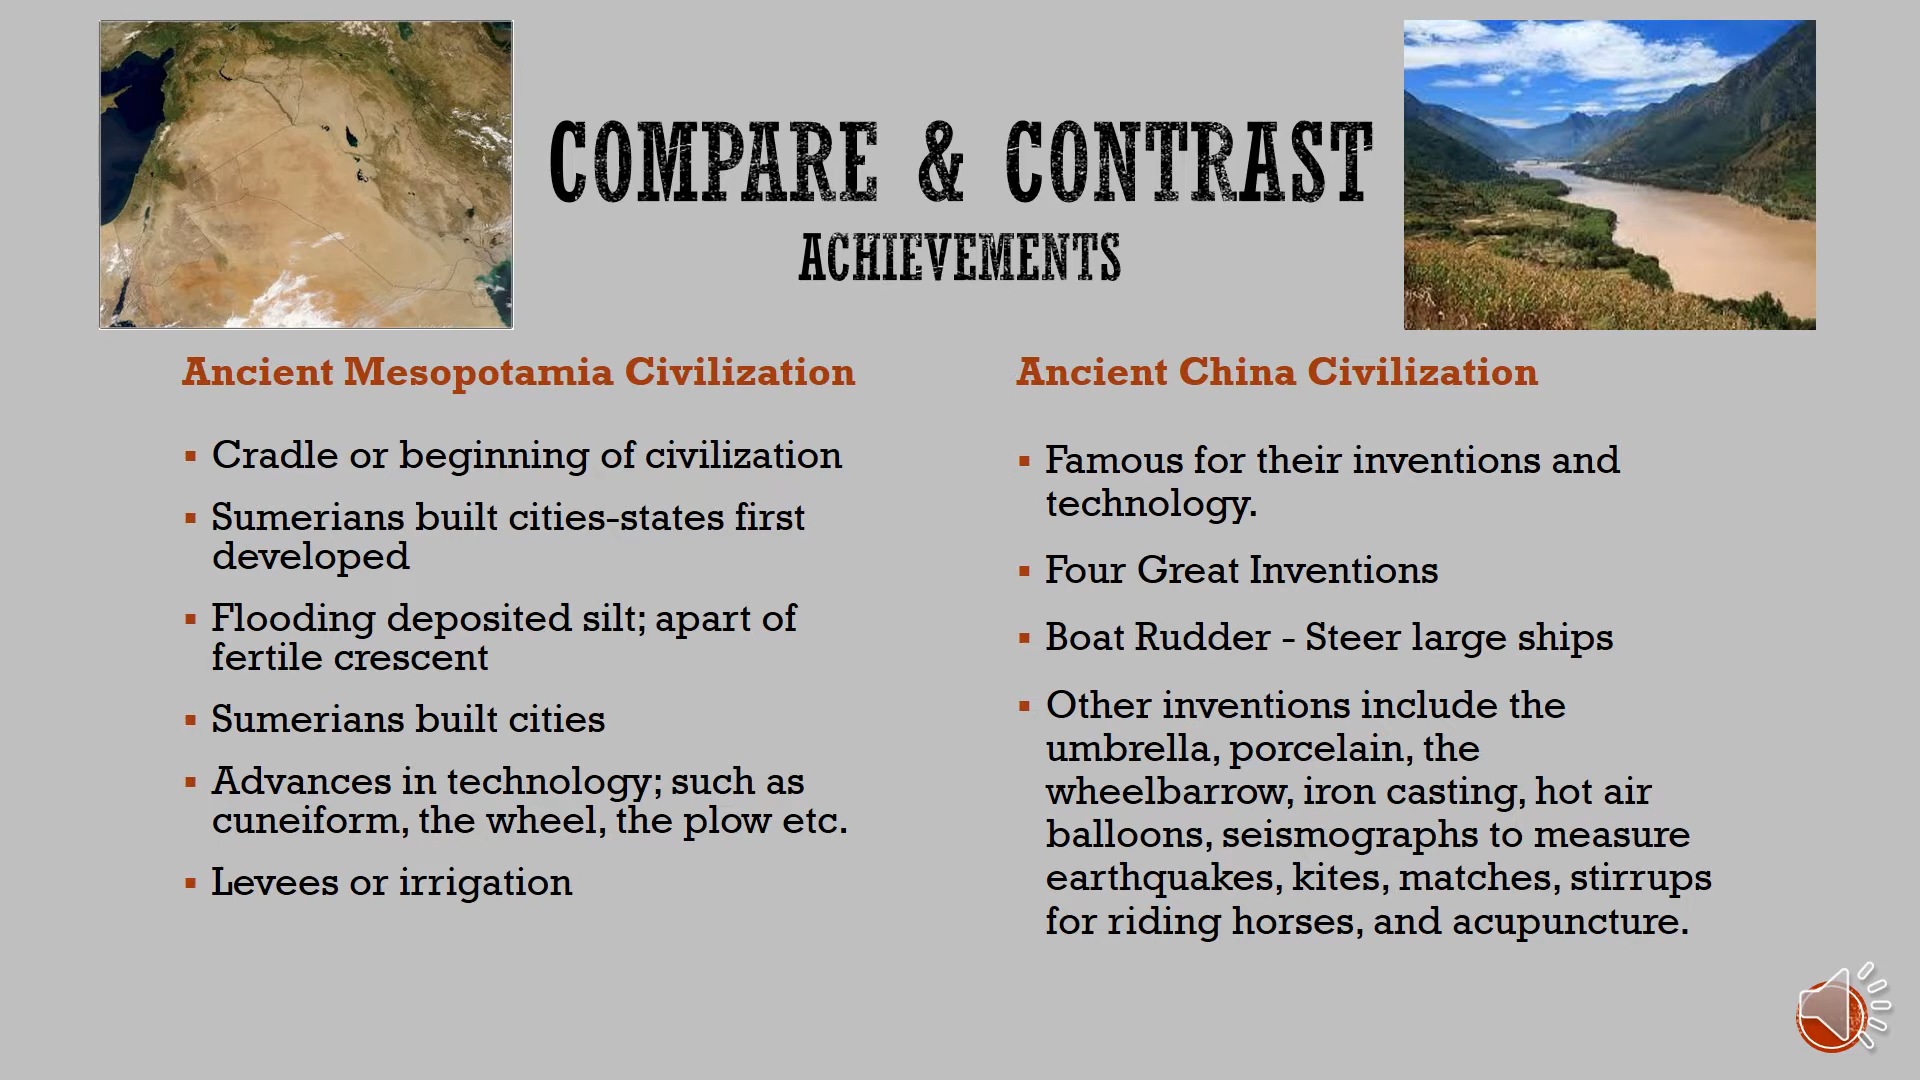 COMPARE & CONTRAST
ACHIEVEMENTS
Ancient Mesopotamia Civilization
Cradle or beginning of civilization
Sumerians built cities-states first
developed
Flooding deposited silt; apart of
fertile crescent
Sumerians built cities
Advances in technology; such as
cuneiform, the wheel, the plow etc.
Levees or irrigation
Ancient China Civilization
Famous for their inventions and
technology.
Four Great Inventions
Boat Rudder - Steer large ships
Other inventions include the
umbrella, porcelain, the
wheelbarrow, iron casting, hot air
balloons, seismographs to measure
earthquakes, kites, matches, stirrups
for riding horses, and acupuncture.